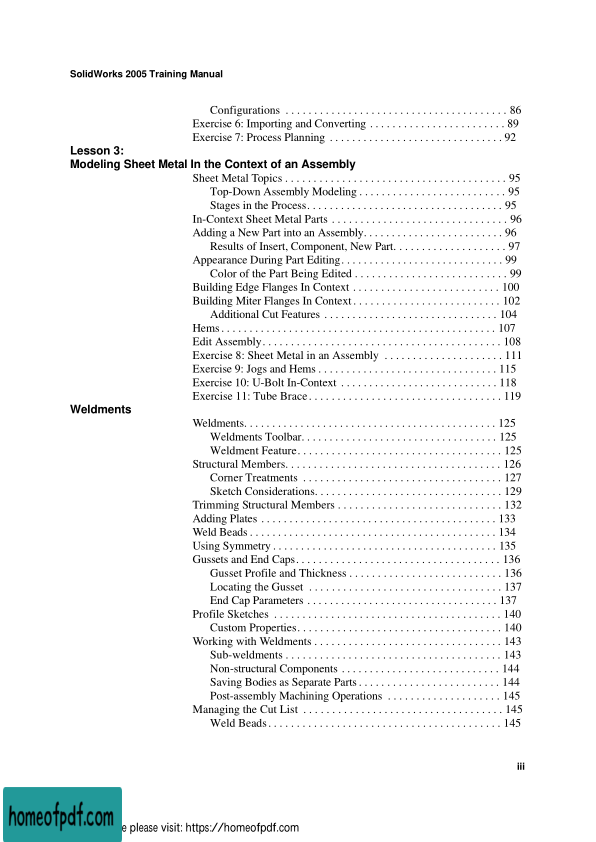 SolidWorks 2005 Training Manual
Configurations . . . . . . . . . . . . . . . . . . . . . . . . . . . . . . . . . . . . . . . 86
Exercise 6: Importing and Converting . . . . . . . . . . . . . . . . . . . . . . . . 89
Exercise 7: Process Planning . . . . . . . . . . . . . . . . . . . . . . . . . . . . . . . 92
Lesson 3:
Modeling Sheet Metal In the Context of an Assembly
Sheet Metal Topics . . . . . . . . . . . . . . . . . . . . . . . . . . . . . . . . . . . . . . . 95
Top-Down Assembly Modeling . . . . . . . . . . . . . . . . . . . . . . . . . . 95
Stages in the Process. . . . . . . . . . . . . . . . . . . . . . . . . . . . . . . . . . . 95
In-Context Sheet Metal Parts . . . . . . . . . . . . . . . . . . . . . . . . . . . . . . . 96
Adding a New Part into an Assembly. . . . . . . . . . . . . . . . . . . . . . . . . 96
Results of Insert, Component, New Part. . . . . . . . . . . . . . . . . . . . 97
Appearance During Part Editing. . . . . . . . . . . . . . . . . . . . . . . . . . . . . 99
Color of the Part Being Edited . . . . . . . . . . . . . . . . . . . . . . . . . . . 99
Building Edge Flanges In Context . . . . . . . . . . . . . . . . . . . . . . . . . . 100
Building Miter Flanges In Context . . . . . . . . . . . . . . . . . . . . . . . . . . 102
Additional Cut Features . . . . . . . . . . . . . . . . . . . . . . . . . . . . . . . 104
Hems . . . . . . . . . . . . . . . . . . . . . . . . . . . . . . . . . . . . . . . . . . . . . . . . 107
Edit Assembly. . . . . . . . . . . . . . . . . . . . . . . . . . . . . . . . . . . . . . . . . . 108
Exercise 8: Sheet Metal in an Assembly . . . . . . . . . . . . . . . . . . . . . 111
Exercise 9: Jogs and Hems . . . . . . . . . . . . . . . . . . . . . . . . . . . . . . . . 115
Exercise 10: U-Bolt In-Context . . . . . . . . . . . . . . . . . . . . . . . . . . . . 118
Exercise 11: Tube Brace. . . . . . . . . . . . . . . . . . . . . . . . . . . . . . . . . . 119
Weldments
Weldments. . . . . . . . . . . . . . . . . . . . . . . . . . . . . . . . . . . . . . . . . . . . 125
Weldments Toolbar. . . . . . . . . . . . . . . . . . . . . . . . . . . . . . . . . . . 125
Weldment Feature. . . . . . . . . . . . . . . . . . . . . . . . . . . . . . . . . . . . 125
Structural Members. . . . . . . . . . . . . . . . . . . . . . . . . . . . . . . . . . . . . . 126
Corner Treatments . . . . . . . . . . . . . . . . . . . . . . . . . . . . . . . . . . . 127
Sketch Considerations. . . . . . . . . . . . . . . . . . . . . . . . . . . . . . . . . 129
Trimming Structural Members . . . . . . . . . . . . . . . . . . . . . . . . . . . . . 132
Adding Plates . . . . . . . . . . . . . . . . . . . . . . . . . . . . . . . . . . . . . . . . . 133
Weld Beads . . . . . . . . . . . . . . . . . . . . . . . . . . . . . . . . . . . . . . . . . . . 134
Using Symmetry . . . . . . . . . . . . . . . . . . . . . . . . . . . . . . . . . . . . . . . 135
Gussets and End Caps. . . . . . . . . . . . . . . . . . . . . . . . . . . . . . . . . . . . 136
Gusset Profile and Thickness . . . . . . . . . . . . . . . . . . . . . . . . . . . 136
Locating the Gusset . . . . . . . . . . . . . . . . . . . . . . . . . . . . . . . . . . 137
End Cap Parameters . . . . . . . . . . . . . . . . . . . . . . . . . . . . . . . . . . 137
Profile Sketches . . . . . . . . . . . . . . . . . . . . . . . . . . . . . . . . . . . . . . . . 140
Custom Properties. . . . . . . . . . . . . . . . . . . . . . . . . . . . . . . . . . . . 140
Working with Weldments . . . . . . . . . . . . . . . . . . . . . . . . . . . . . . . . . 143
Sub-weldments . . . . . . . . . . . . . . . . . . . . . . . . . . . . . . . . . . . . . . 143
Non-structural Components . . . . . . . . . . . . . . . . . . . . . . . . . . . . 144
Saving Bodies as Separate Parts . . . . . . . . . . . . . . . . . . . . . . . . . 144
Post-assembly Machining Operations . . . . . . . . . . . . . . . . . . . . 145
Managing the Cut List . . . . . . . . . . . . . . . . . . . . . . . . . . . . . . . . . . . 145
Weld Beads . . . . . . . . . . . . . . . . . . . . . . . . . . . . . . . . . . . . . . . . . 145
iii
homeofpdf.com
e please visit: https://homeofpdf.com